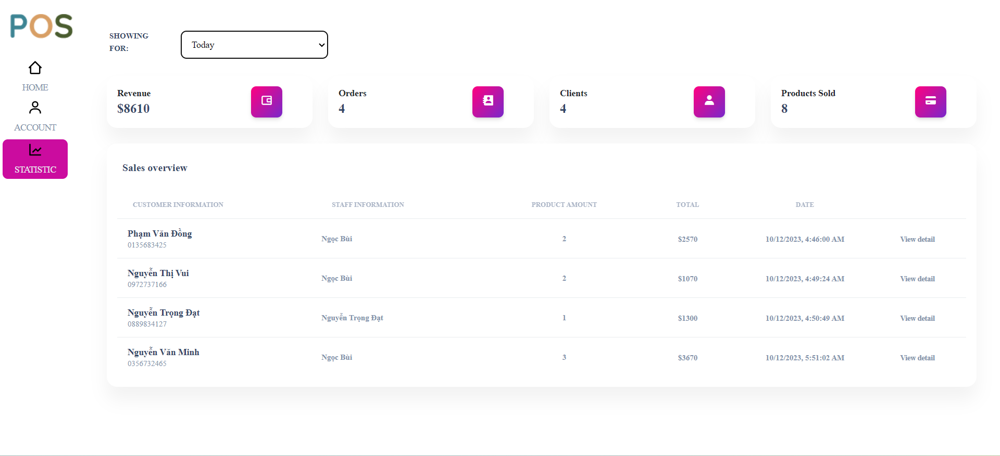 POS
SHOWING
FOR:
Today
HOME
ACCOUNT
STATISTIC
Revenue
$8610
Orders
4
Clients
4
Products Sold
8
Sales overview
CUSTOMER INFORMATION STAFF INFORMATION PRODUCT AMOUNT TOTAL DATE
Phạm Văn Đồng
0135683425
Ngọc Bùi 2 $2570 10/12/2023, 4:46:00 AM View detail
Nguyễn Thị Vui
0972737166
Ngọc Bùi 2 $1070 10/12/2023, 4:49:24 AM View detail
Nguyễn Trọng Đạt
0889834127
Nguyễn Trọng Đạt 1 $1300 10/12/2023, 4:50:49 AM View detail
Nguyễn Văn Minh
0356732465
Ngọc Bùi 3 $3670 10/12/2023, 5:51:02 AM View detail